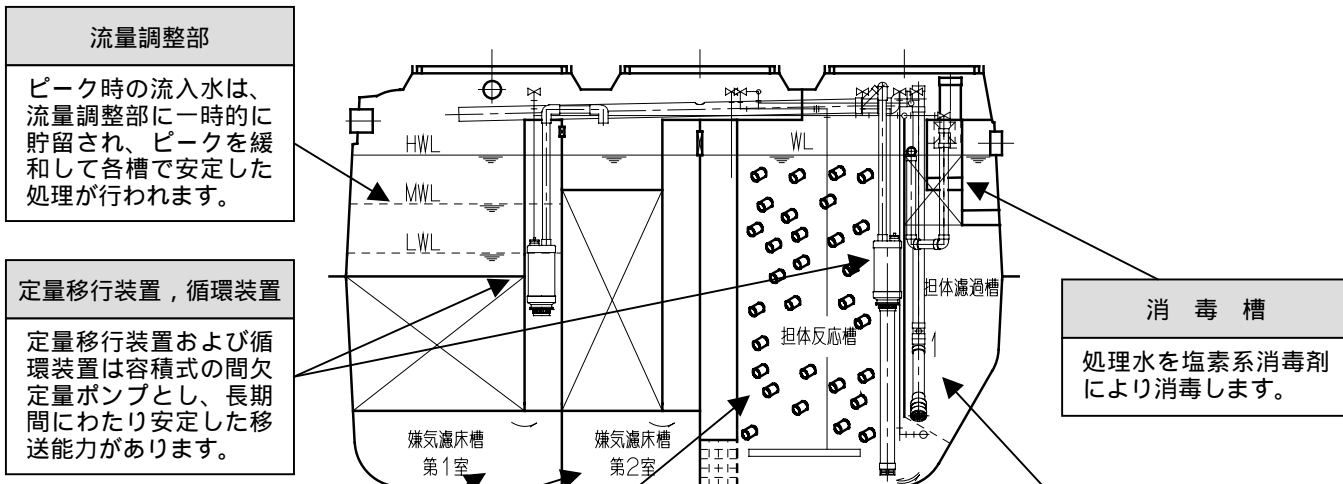 流量調整部
ピーク時の流入水は、
流量調整部に一時的に
貯留され、ピークを緩
和して各槽で安定した
処理が行われます。
定量移行装置，循環装置
定量移行装置および循
環装置は容積式の間欠
定量ポンプとし、長期
間にわたり安定した移
送能力があります。
HWL
MWL
LWL
WL
嫌気濾床槽
第1室
嫌気濾床槽
第2室
担体反応槽
担体濾過槽
消毒槽
処理水を塩素系消毒剤
により消毒します。